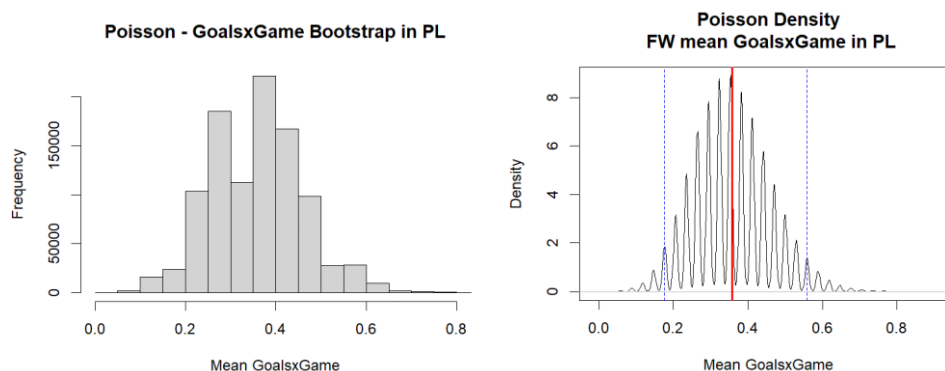 Poisson - GoalsxGame Bootstrap in PL
Frequency
0
50000
150000
0.0 0.2 0.4 0.6 0.8
Mean GoalsxGame
Poisson Density
FW mean GoalsxGame in PL
Density
0
2
4
6
8
0.0 0.2 0.4 0.6 0.8
Mean GoalsxGame